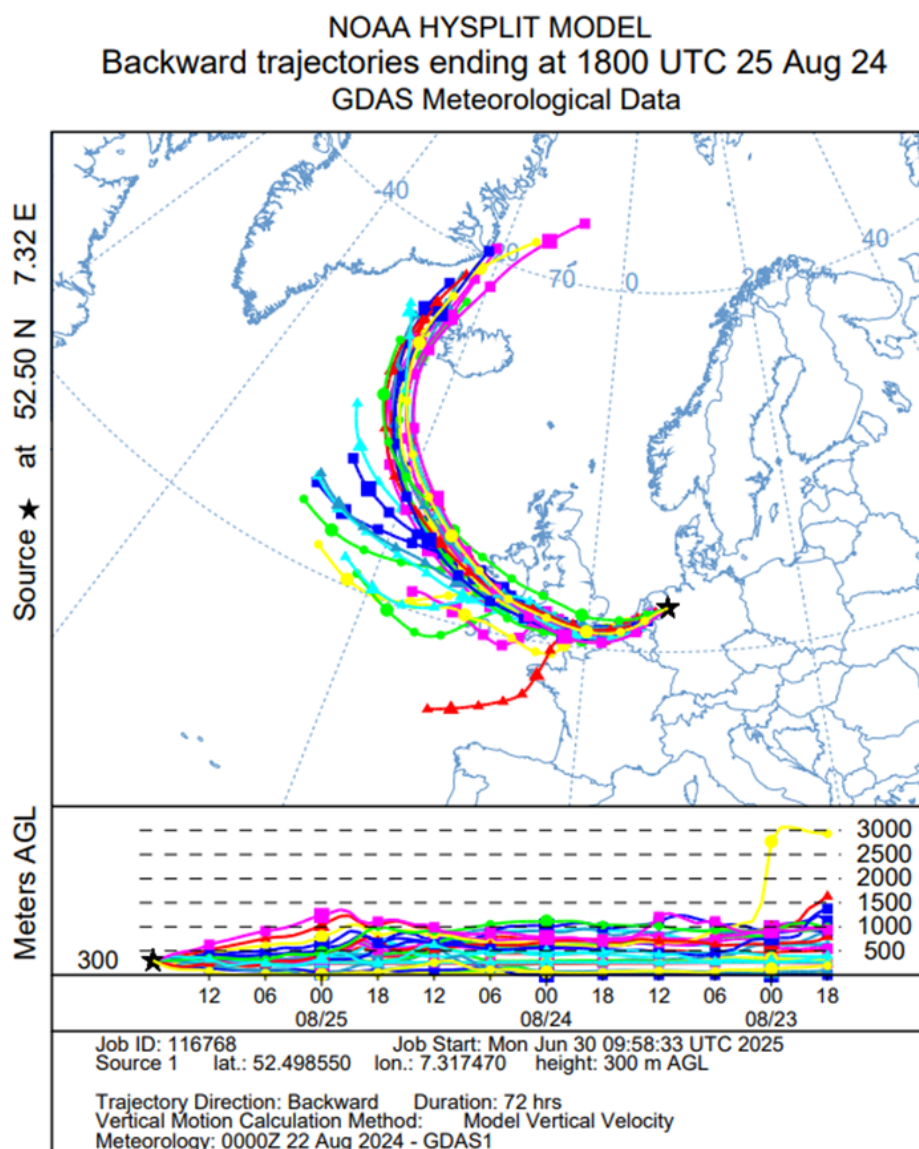 NOAA HYSPLIT MODEL
Backward trajectories ending at 1800 UTC 25 Aug 24
GDAS Meteorological Data
Source ★ at 52.50 N 7.32 E
-40
40
70
0
Meters AGL
3000
2500
2000
1500
1000
500
300
12 06 00 18 12 06 00 18 12 06 00 18
08/25 08/24 08/23
Job ID: 116768 Job Start: Mon Jun 30 09:58:33 UTC 2025
Source 1 lat.: 52.498550 lon.: 7.317470 height: 300 m AGL
Trajectory Direction: Backward Duration: 72 hrs
Vertical Motion Calculation Method: Model Vertical Velocity
Meteorology: 0000Z 22 Aug 2024 - GDAS1